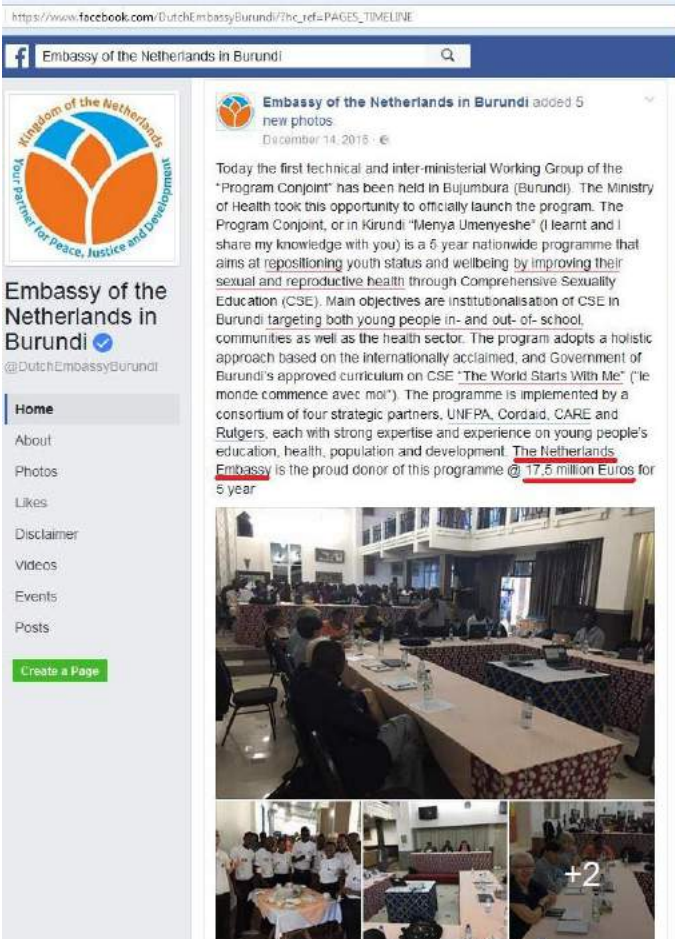 https://www.facebook.com/DutchEmbassyBurundi/?hc_ref=PAGES_TIMELINE
f
Embassy of the Netherlands in Burundi
Kingdom of the Netherlands
Your Partner for Peace, Justice and Development
Embassy of the
Netherlands in
Burundi
@DutchEmbassyBurundi
Home
About
Photos
Likes
Disclaimer
Videos
Events
Posts
Create a Page
Embassy of the Netherlands in Burundi added 5
new photos
December 14, 2015
Today the first technical and inter-ministerial Working Group of the
"Program Conjoint" has been held in Bujumbura (Burundi). The Ministry
of Health took this opportunity to officially launch the program. The
Program Conjoint, or in Kirundi "Menya Umenyeshe" (I learnt and I
share my knowledge with you) is a 5 year nationwide programme that
aims at repositioning youth status and wellbeing by improving their
sexual and reproductive health through Comprehensive Sexuality
Education (CSE). Main objectives are institutionalisation of CSE in
Burundi targeting both young people in- and out- of- school,
communities as well as the health sector. The program adopts a holistic
approach based on the internationally acclaimed, and Government of
Burundi's approved curriculum on CSE "The World Starts With Me" ("le
monde commence avec moi"). The programme is implemented by a
consortium of four strategic partners, UNFPA, Cordaid, CARE and
Rutgers, each with strong expertise and experience on young people's
education, health, population and development. The Netherlands
Embassy is the proud donor of this programme @ 17,5 million Euros for
5 year
+2